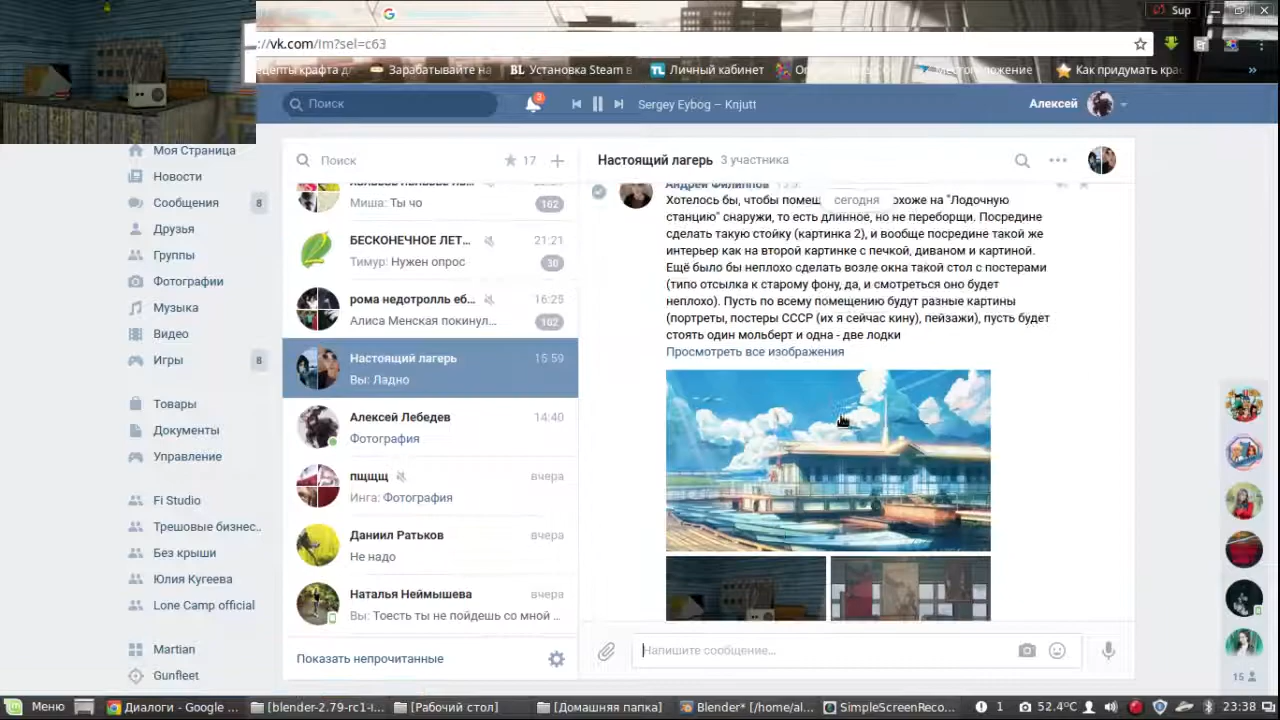 Sup
://vk.com/im?sel=c63
Зарабатывайте на
Установка Steam в
Личный кабинет
Местоположение
Как придумать крас
Поиск
3
Sergey Eybog – Knjutt
Алексей
Моя Страница
Новости
Сообщения 8
Друзья
Группы
Фотографии
Музыка
Видео
Игры 8
Товары
Документы
Управление
Fi Studio
Трешовые бизнес..
Без крыши
Юлия Кугеева
Lone Camp official
Martian
Gunfleet
Поиск 17
Миша: Ты чо 162
БЕСКОНЕЧНОЕ ЛЕТ... 21:21
Тимур: Нужен опрос 30
рома недотролль еб... 16:25
Алиса Менская покинул... 102
Настоящий лагерь 15:59
Вы: Ладно
Алексей Лебедев 14:40
Фотография
пщщщ вчера
Инга: Фотография
Даниил Ратьков вчера
Не надо
Наталья Неймышева вчера
Вы: Тоесть ты не пойдешь со мной ..
Показать непрочитанные
Настоящий лагерь 3 участника
Андрей Филиппов
сегодня
Хотелось бы, чтобы помещ охоже на "Лодочную
станцию" снаружи, то есть длинное, но не переборщи. Посредине
сделать такую стойку (картинка 2), и вообще посредине такой же
интерьер как на второй картинке с печкой, диваном и картиной.
Ещё было бы неплохо сделать возле окна такой стол с постерами
(типо отсылка к старому фону, да, и смотреться оно будет
неплохо). Пусть по всему помещению будут разные картины
(портреты, постеры СССР (их я сейчас кину), пейзажи), пусть будет
стоять один мольберт и одна - две лодки
Просмотреть все изображения
Напишите сообщение...
15
Меню
Диалоги - Google ...
[blender-2.79-rc1-l...
[Рабочий стол]
[Домашняя папка]
Blender* [/home/al...
SimpleScreenReco...
1
52.4°C
23:38